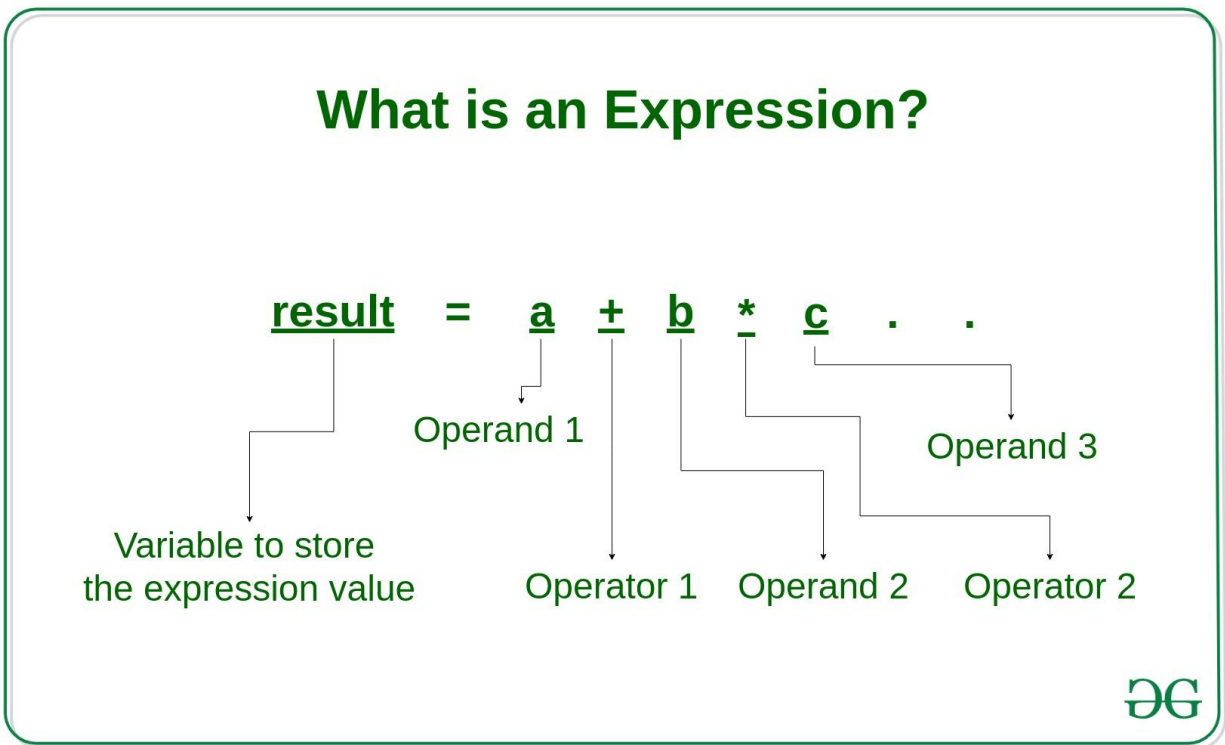 What is an Expression?
result = a + b * c . .
Operand 1
Operand 3
Variable to store
the expression value
Operator 1 Operand 2 Operator 2
GG